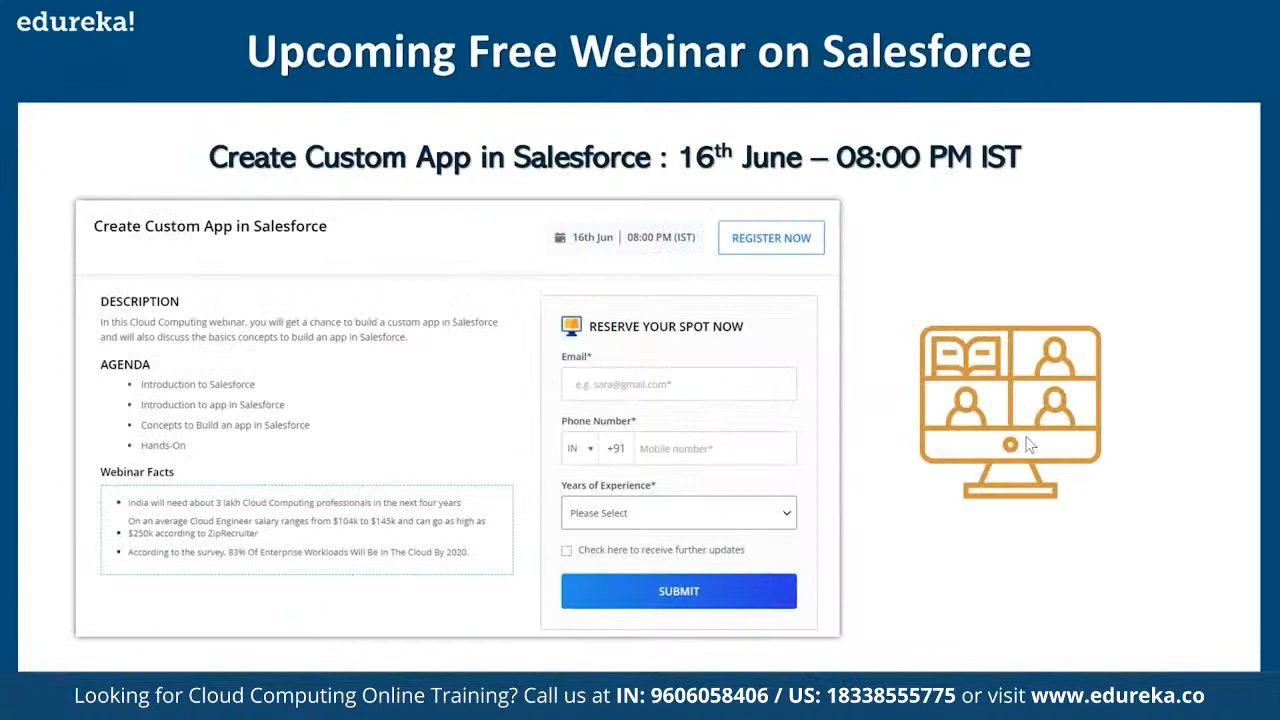 edureka!
Upcoming Free Webinar on Salesforce
Create Custom App in Salesforce : 16th June – 08:00 PM IST
Create Custom App in Salesforce
16th Jun | 08:00 PM (IST)
REGISTER NOW
DESCRIPTION
In this Cloud Computing webinar, you will get a chance to build a custom app in Salesforce
and will also discuss the basics concepts to build an app in Salesforce.
AGENDA
• Introduction to Salesforce
• Introduction to app in Salesforce
• Concepts to Build an app in Salesforce
• Hands-On
Webinar Facts
• India will need about 3 lakh Cloud Computing professionals in the next four years
On an average Cloud Engineer salary ranges from $104k to $145k and can go as high as
• $250k according to ZipRecruiter
• According to the survey, 83% Of Enterprise Workloads Will Be In The Cloud By 2020.
RESERVE YOUR SPOT NOW
Email*
e.g. sara@gmail.com*
Phone Number*
IN +91 Mobile number*
Years of Experience*
Please Select
Check here to receive further updates
SUBMIT
Looking for Cloud Computing Online Training? Call us at IN: 9606058406 / US: 18338555775 or visit www.edureka.co